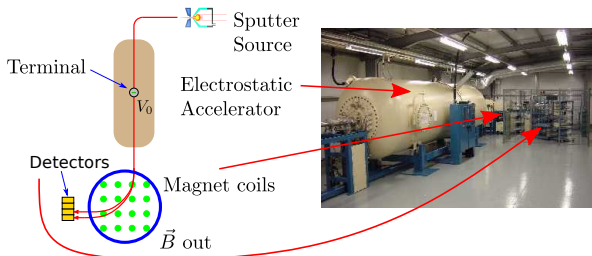 Sputter
Source
Terminal
V₀
Electrostatic
Accelerator
Detectors
Magnet coils
B⃗ out